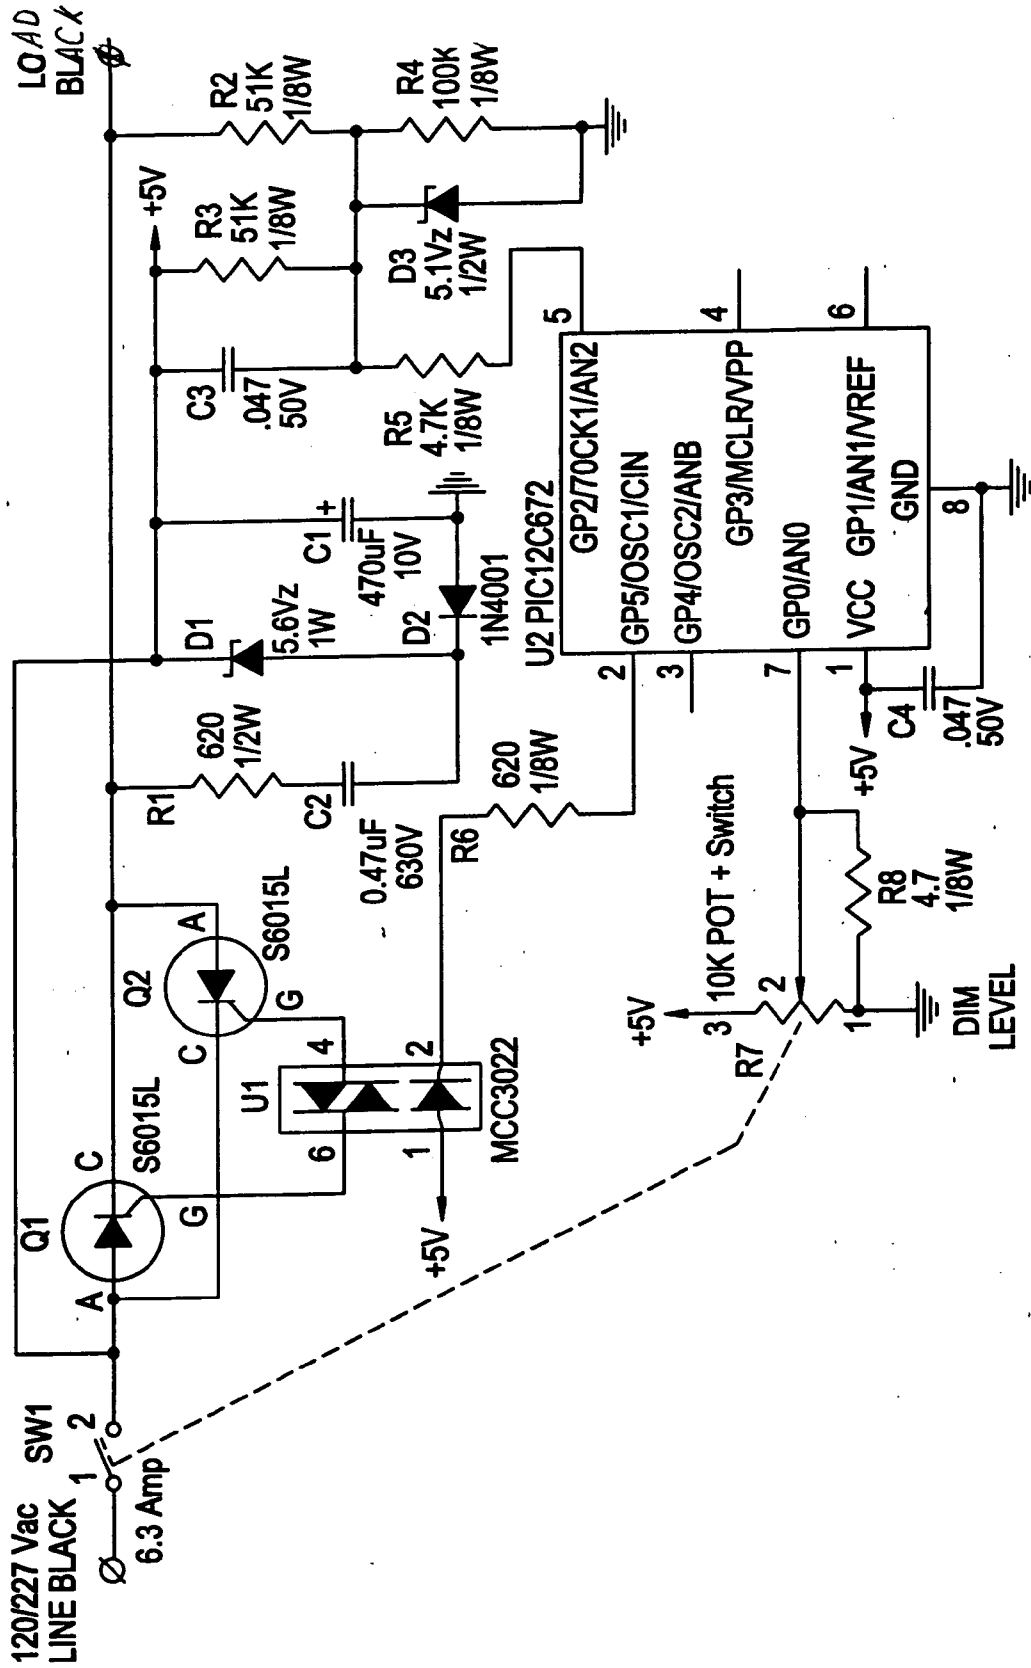 120/227 Vac
LINE BLACK
1
2
SW1
6.3 Amp
A
Q1
C
S6015L
G
C
Q2
A
S6015L
G
U1
6
4
1
2
MCC3022
+5V
R1
620
1/2W
C2
0.47uF
630V
R6
620
1/8W
D1
5.6Vz
1W
D2
1N4001
C1
+
470uF
10V
C3
.047
50V
+5V
R3
51K
1/8W
R2
51K
1/8W
LOAD
BLACK
R4
100K
1/8W
D3
5.1Vz
1/2W
R5
4.7K
1/8W
U2 PIC12C672
GP2/70CK1/AN2
5
2
GP5/OSC1/CIN
3
GP4/OSC2/ANB
GP3/MCLR/VPP
4
7
GP0/AN0
1
VCC
GP1/AN1/VREF
6
GND
8
+5V
C4
.047
50V
+5V
3
10K POT + Switch
2
R7
1
R8
4.7
1/8W
DIM
LEVEL